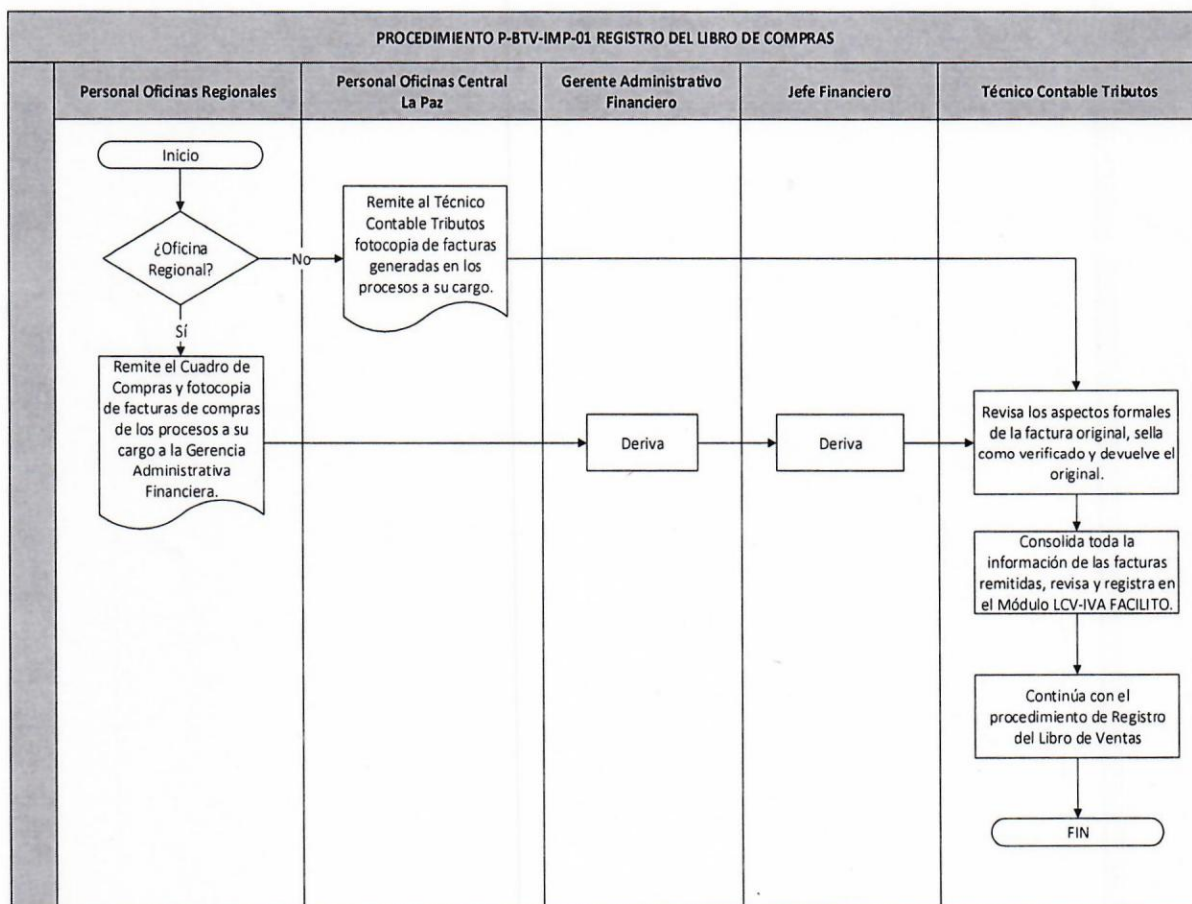 PROCEDIMIENTO P-BTV-IMP-01 REGISTRO DEL LIBRO DE COMPRAS
Personal Oficinas Regionales
Personal Oficinas Central
La Paz
Gerente Administrativo
Financiero
Jefe Financiero
Técnico Contable Tributos
Inicio
¿Oficina
Regional?
No
Sí
Remite al Técnico
Contable Tributos
fotocopia de facturas
generadas en los
procesos a su cargo.
Remite el Cuadro de
Compras y fotocopia
de facturas de compras
de los procesos a su
cargo a la Gerencia
Administrativa
Financiera.
Deriva
Deriva
Revisa los aspectos formales
de la factura original, sella
como verificado y devuelve el
original.
Consolida toda la
información de las facturas
remitidas, revisa y registra en
el Módulo LCV-IVA FACILITO.
Continúa con el
procedimiento de Registro
del Libro de Ventas
FIN